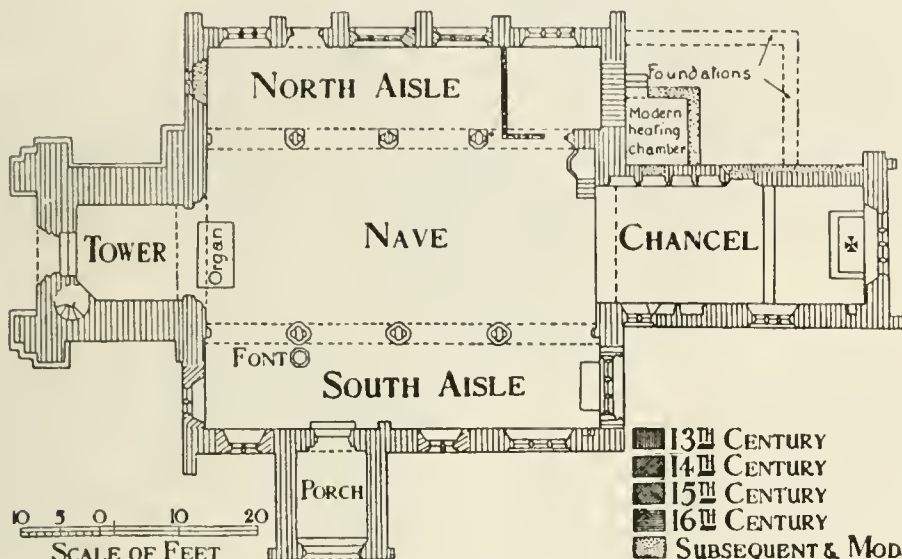 NORTH AISLE
Foundations
Modern
heating
chamber
TOWER
Organ
NAVE
CHANCEL
FONT
SOUTH AISLE
PORCH
13TH CENTURY
14TH CENTURY
15TH CENTURY
16TH CENTURY
SUBSEQUENT & MOD
10 5 0 10 20
SCALE OF FEET